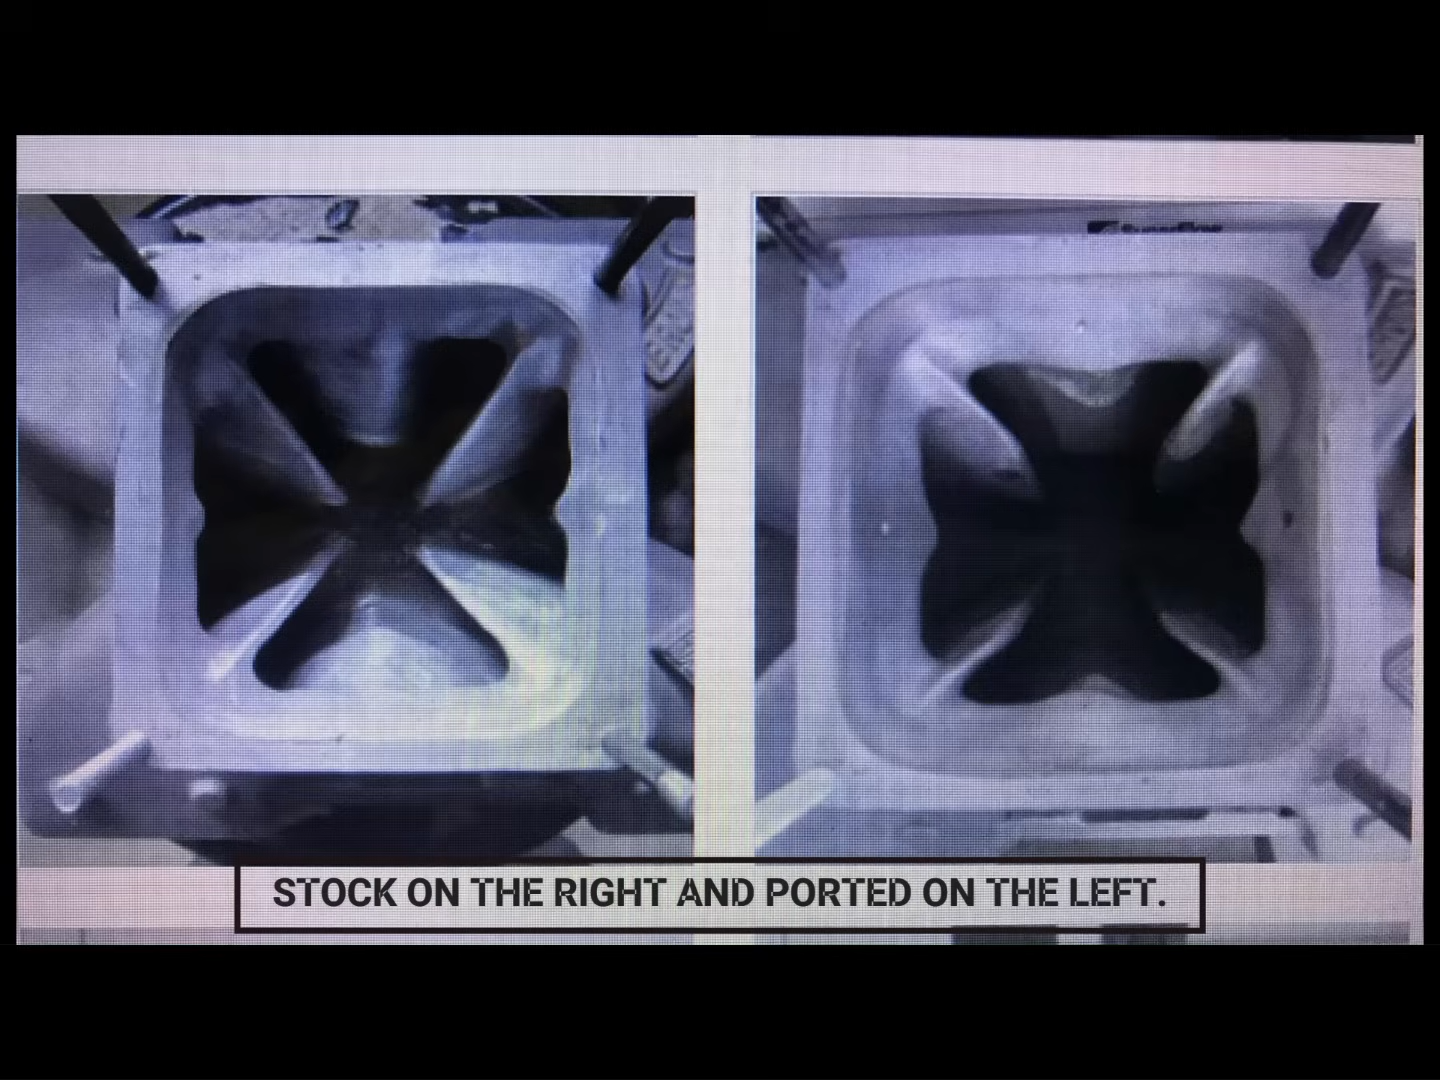 STOCK ON THE RIGHT AND PORTED ON THE LEFT.